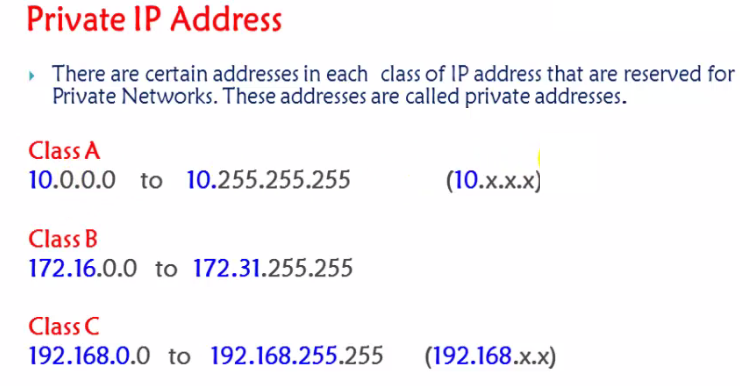 Private IP Address
There are certain addresses in each class of IP address that are reserved for
Private Networks. These addresses are called private addresses.
Class A
10.0.0.0 to 10.255.255.255 (10.x.x.x)
Class B
172.16.0.0 to 172.31.255.255
Class C
192.168.0.0 to 192.168.255.255 (192.168.x.x)